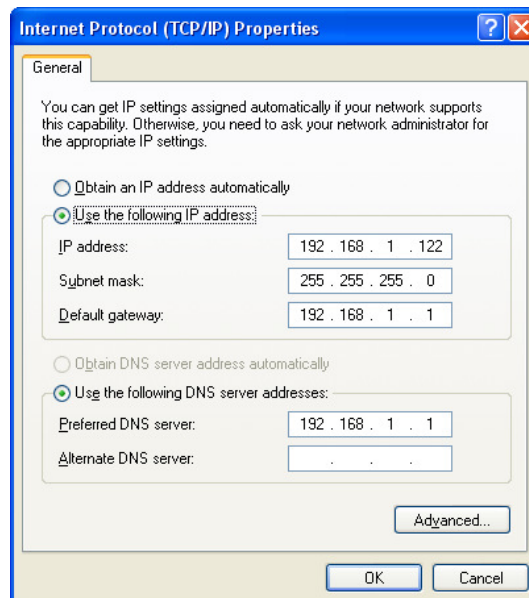 Internet Protocol (TCP/IP) Properties
General
You can get IP settings assigned automatically if your network supports
this capability. Otherwise, you need to ask your network administrator for
the appropriate IP settings.
Obtain an IP address automatically
Use the following IP address:
IP address: 192 . 168 . 1 . 122
Subnet mask: 255 . 255 . 255 . 0
Default gateway: 192 . 168 . 1 . 1
Obtain DNS server address automatically
Use the following DNS server addresses:
Preferred DNS server: 192 . 168 . 1 . 1
Alternate DNS server: . . .
Advanced...
OK Cancel